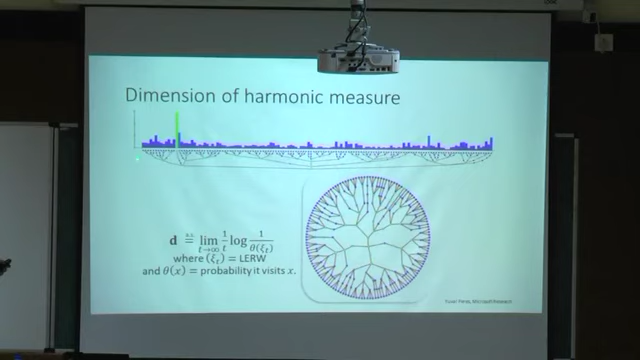 Dimension of harmonic measure
d =^{a.s.} lim_{t→∞} 1/t log 1/θ(ξ_t)
where (ξ_t) = LERW
and θ(x) = probability it visits x.
Yuval Peres, Microsoft Research